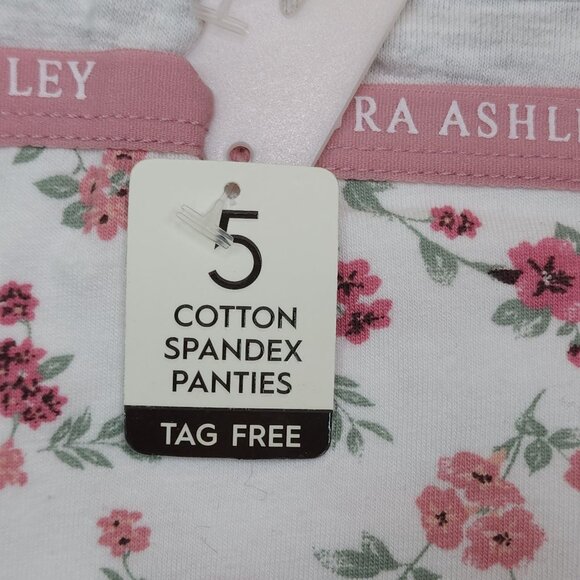 LEY
RA ASHL
5
COTTON
SPANDEX
PANTIES
TAG FREE